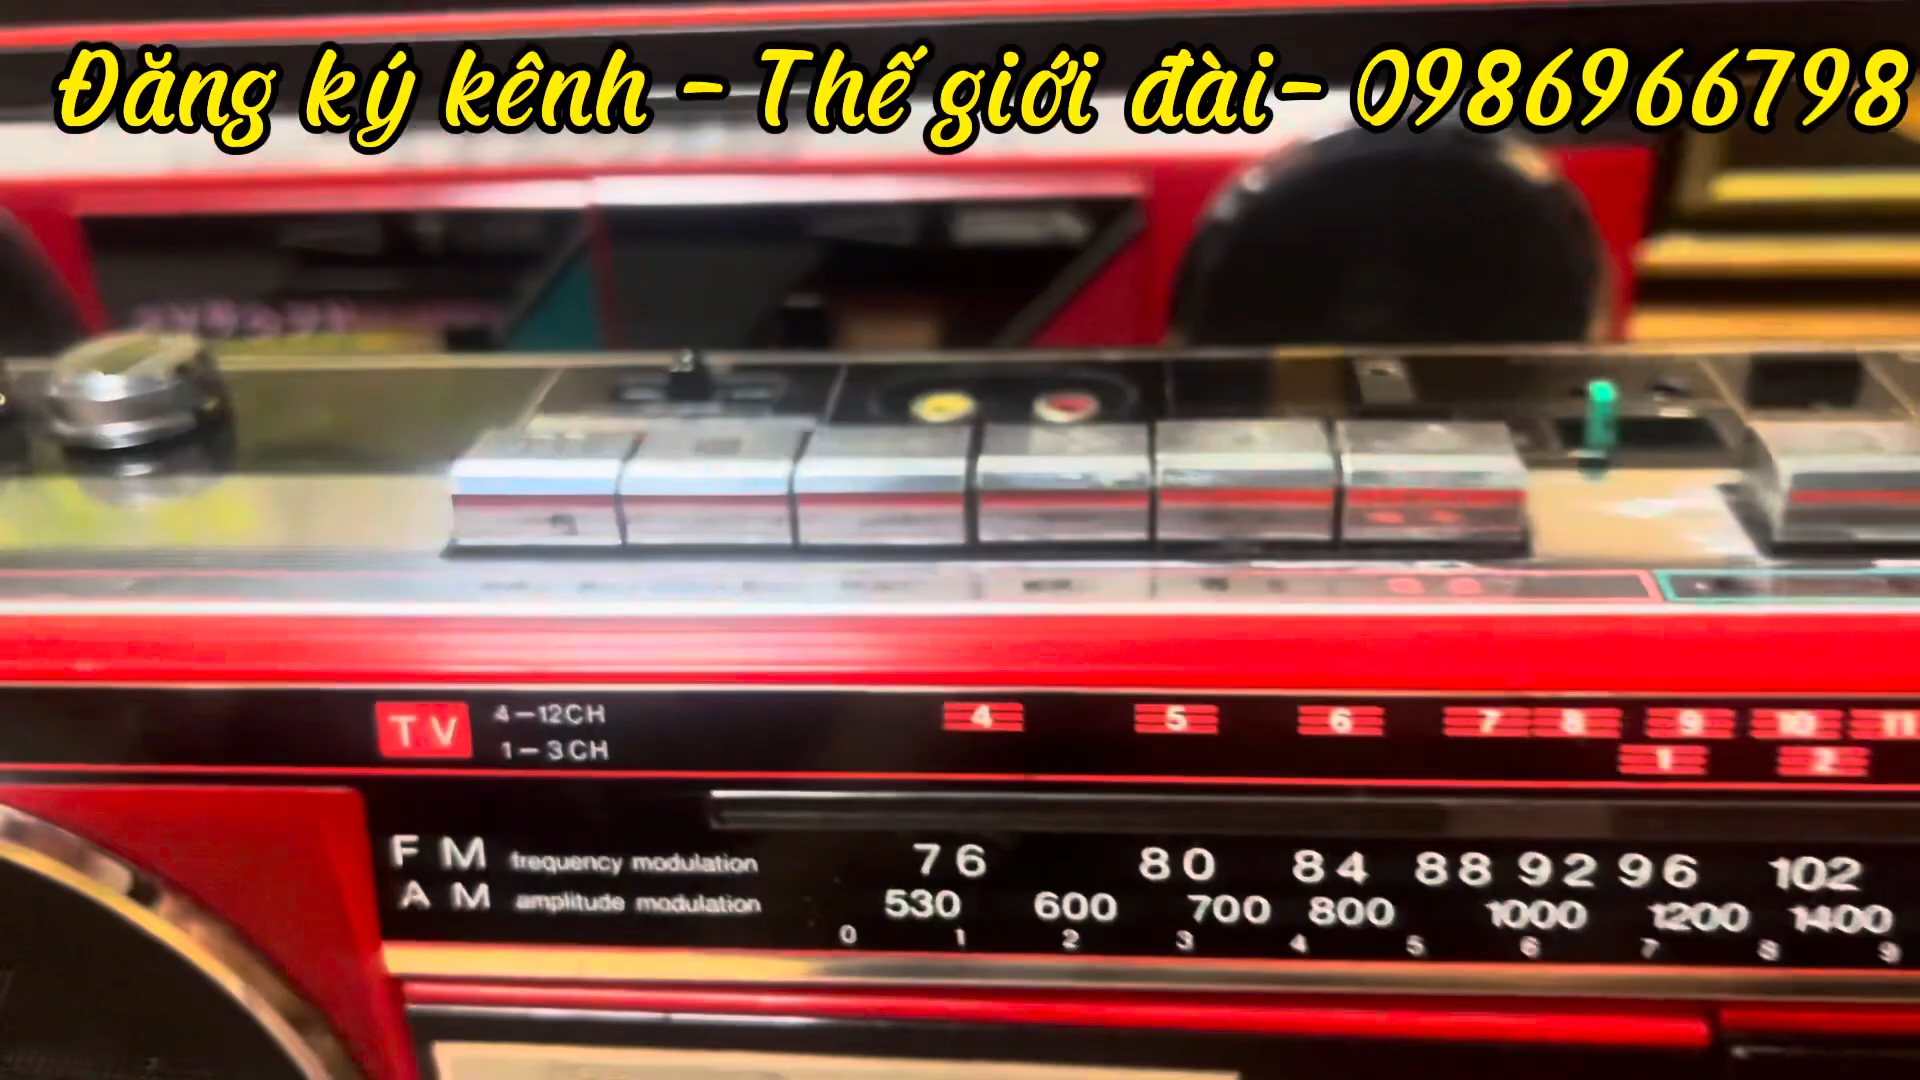 Đăng ký kênh - Thế giới đài- 0986966798
TV 4-12CH 4 5 6 7 8 9 10 11
1-3CH 1 2
FM frequency modulation 76 80 84 88 92 96 102
AM amplitude modulation 530 600 700 800 1000 1200 1400
0 1 2 3 4 5 6 7 8 9